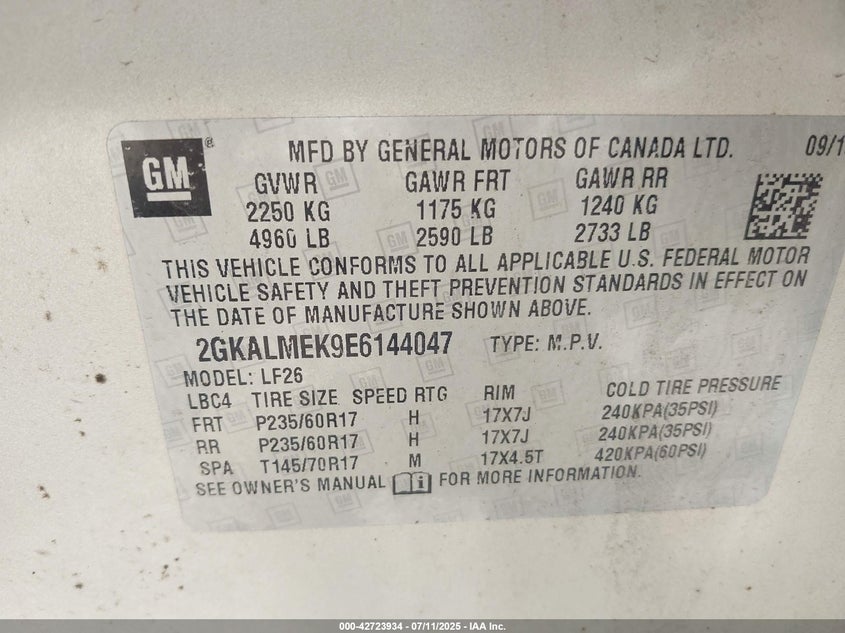 GM ®
MFD BY GENERAL MOTORS OF CANADA LTD. 09/1
GVWR GAWR FRT GAWR RR
2250 KG 1175 KG 1240 KG
4960 LB 2590 LB 2733 LB
THIS VEHICLE CONFORMS TO ALL APPLICABLE U.S. FEDERAL MOTOR
VEHICLE SAFETY AND THEFT PREVENTION STANDARDS IN EFFECT ON
THE DATE OF MANUFACTURE SHOWN ABOVE.
2GKALMEK9E6144047 TYPE: M.P.V.
MODEL: LF26
LBC4 TIRE SIZE SPEED RTG RIM COLD TIRE PRESSURE
FRT P235/60R17 H 17X7J 240KPA(35PSI)
RR P235/60R17 H 17X7J 240KPA(35PSI)
SPA T145/70R17 M 17X4.5T 420KPA(60PSI)
SEE OWNER'S MANUAL i FOR MORE INFORMATION.
000-42723934 - 07/11/2025 - IAA Inc.